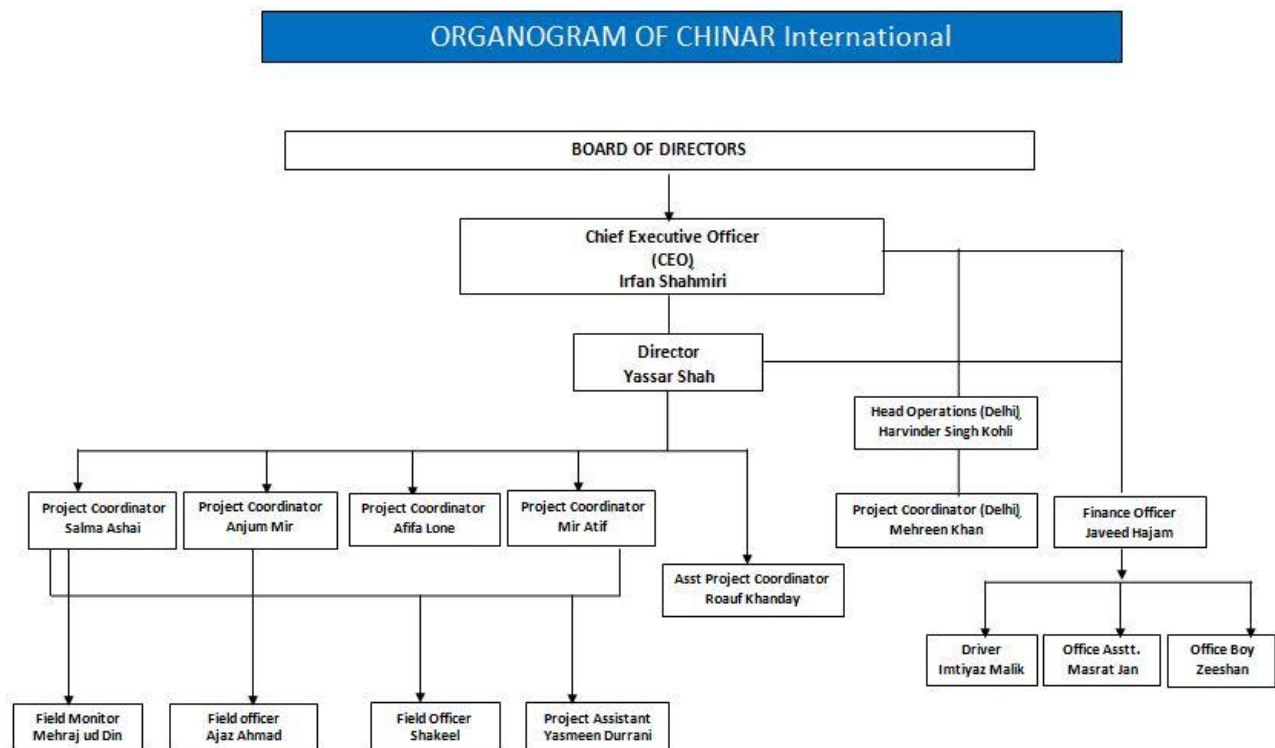 ORGANOGRAM OF CHINAR International
BOARD OF DIRECTORS
Chief Executive Officer
(CEO)
Irfan Shahmiri
Director
Yassar Shah
Head Operations (Delhi)
Harvinder Singh Kohli
Project Coordinator
Salma Ashai
Project Coordinator
Anjum Mir
Project Coordinator
Afifa Lone
Project Coordinator
Mir Atif
Project Coordinator (Delhi)
Mehreen Khan
Finance Officer
Javeed Hajam
Asst Project Coordinator
Roauf Khanday
Driver
Imtiyaz Malik
Office Asstt.
Masrat Jan
Office Boy
Zeeshan
Field Monitor
Mehraj ud Din
Field officer
Ajaz Ahmad
Field Officer
Shakeel
Project Assistant
Yasmeen Durrani